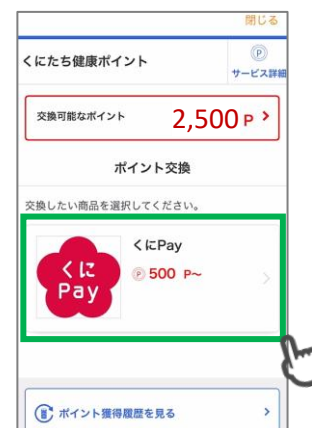 閉じる
くにたち健康ポイント
Ⓟ
サービス詳細
交換可能なポイント 2,500 P >
ポイント交換
交換したい商品を選択してください。
くに
Pay
くにPay
Ⓟ 500 P~
ポイント獲得履歴を見る >